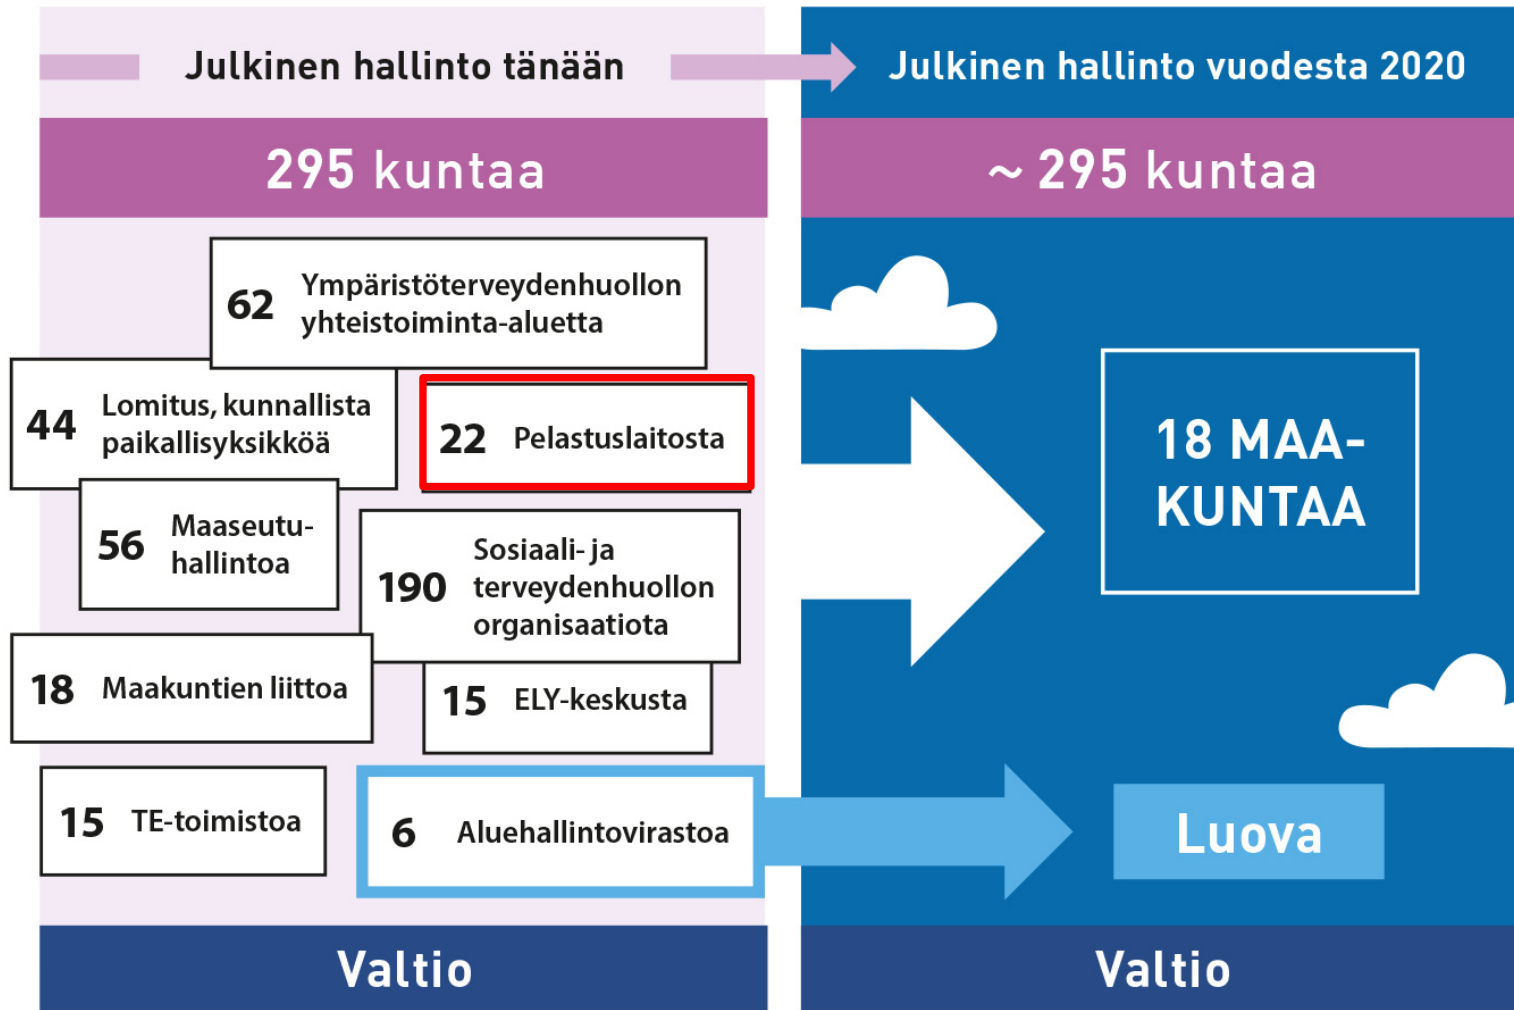 Julkinen hallinto tänään
295 kuntaa
62 Ympäristöterveydenhuollon
yhteistoiminta-aluetta
44 Lomitus, kunnallista
paikallisyksikköä
22 Pelastuslaitosta
56 Maaseutu-
hallintoa
190 Sosiaali- ja
terveydenhuollon
organisaatiota
18 Maakuntien liittoa
15 ELY-keskusta
15 TE-toimistoa
6 Aluehallintovirastoa
Valtio
Julkinen hallinto vuodesta 2020
~ 295 kuntaa
18 MAA-
KUNTAA
Luova
Valtio